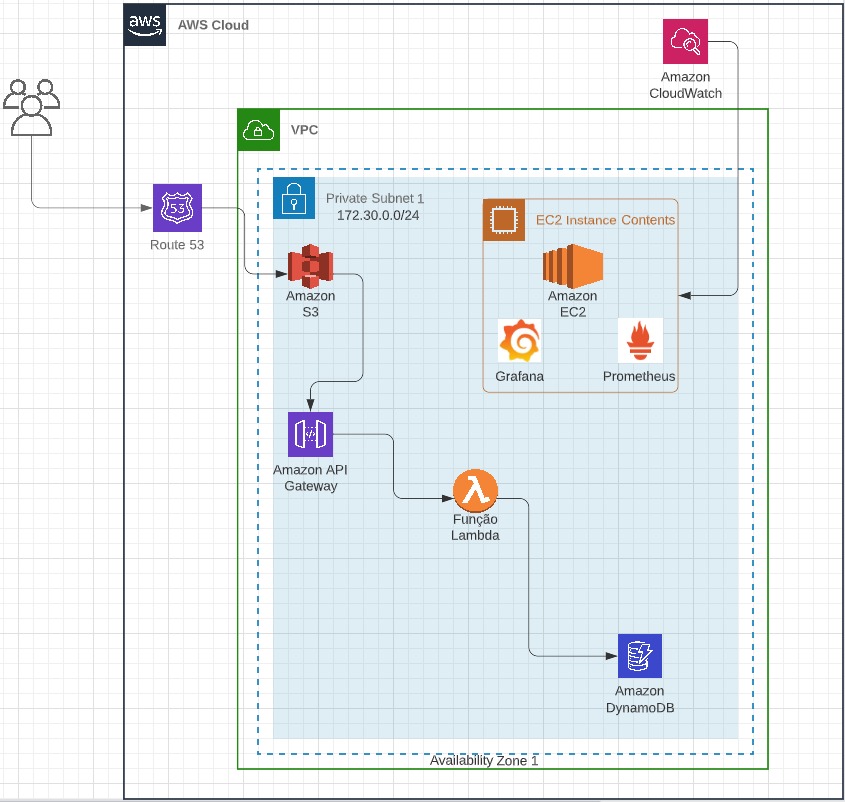 aws
AWS Cloud
Amazon
CloudWatch
VPC
53
Route 53
Private Subnet 1
172.30.0.0/24
EC2 Instance Contents
Amazon
S3
Amazon
EC2
Grafana
Prometheus
Amazon API
Gateway
Função
Lambda
Amazon
DynamoDB
Availability Zone 1